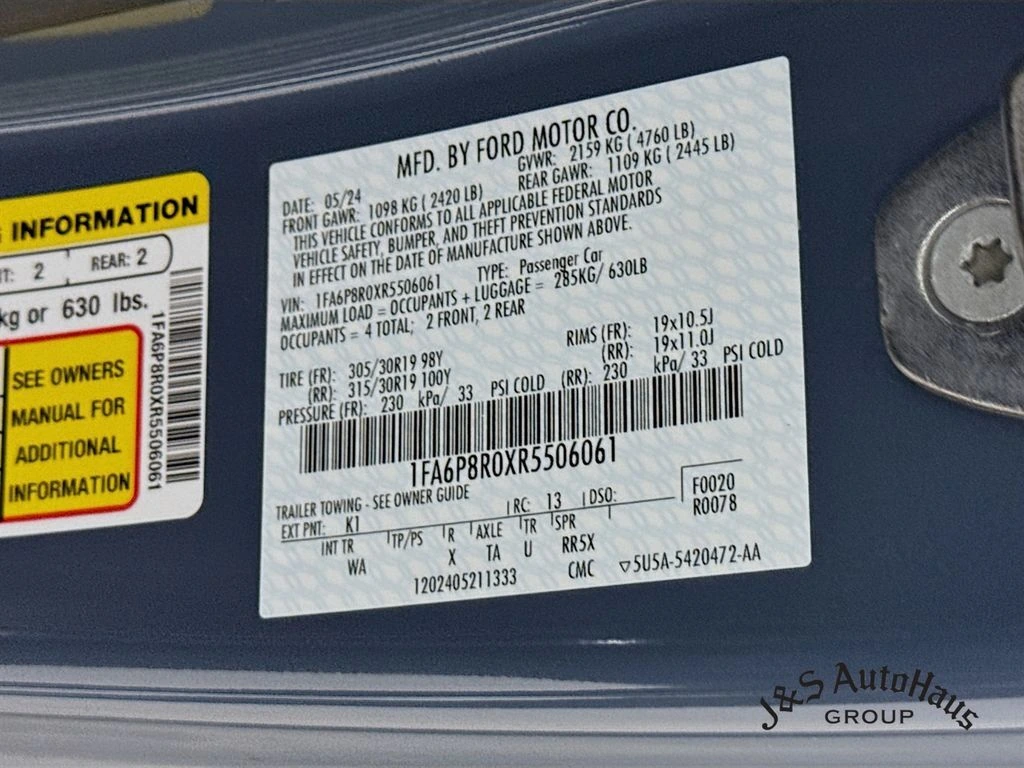 MFD. BY FORD MOTOR CO.
DATE: 05/24 GVWR: 2159 KG ( 4760 LB)
FRONT GAWR: 1098 KG ( 2420 LB) REAR GAWR: 1109 KG ( 2445 LB)
THIS VEHICLE CONFORMS TO ALL APPLICABLE FEDERAL MOTOR
VEHICLE SAFETY, BUMPER, AND THEFT PREVENTION STANDARDS
IN EFFECT ON THE DATE OF MANUFACTURE SHOWN ABOVE.
VIN: 1FA6P8R0XR5506061 TYPE: Passenger Car
MAXIMUM LOAD = OCCUPANTS + LUGGAGE = 285KG/ 630LB
OCCUPANTS = 4 TOTAL; 2 FRONT, 2 REAR
TIRE (FR): 305/30R19 98Y RIMS (FR): 19x10.5J
(RR): 315/30R19 100Y (RR): 19x11.0J
PRESSURE (FR): 230 kPa/ 33 PSI COLD (RR): 230 kPa/ 33 PSI COLD
1FA6P8R0XR5506061
TRAILER TOWING - SEE OWNER GUIDE
EXT PNT: K1 RC: 13 DSO: F0020
R0078
INT TR TP/PS R AXLE TR SPR
WA X TA U RR5X
1202405211333 CMC ▽5U5A-5420472-AA
INFORMATION
2 REAR: 2
kg or 630 lbs.
SEE OWNERS
MANUAL FOR
ADDITIONAL
INFORMATION
1FA6P8R0XR5506061
J&S AutoHaus
GROUP